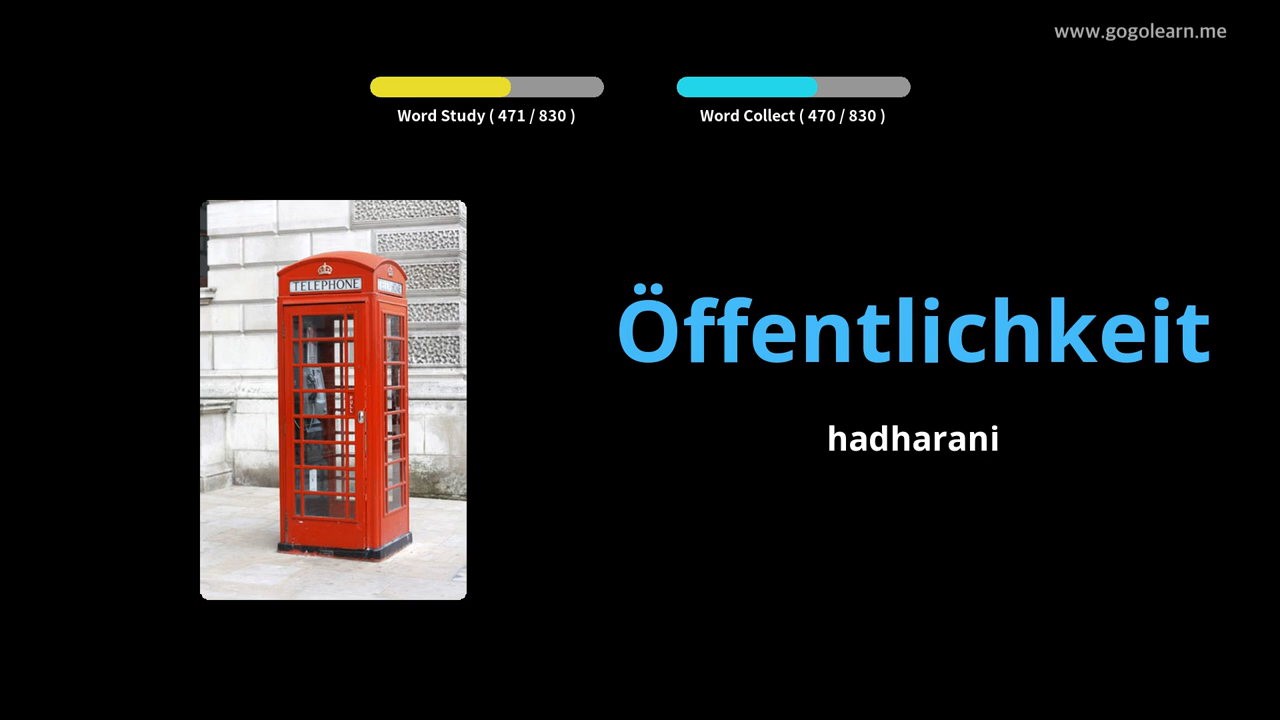 www.gogolearn.me
Word Study ( 471 / 830 )
Word Collect ( 470 / 830 )
TELEPHONE
Öffentlichkeit
hadharani